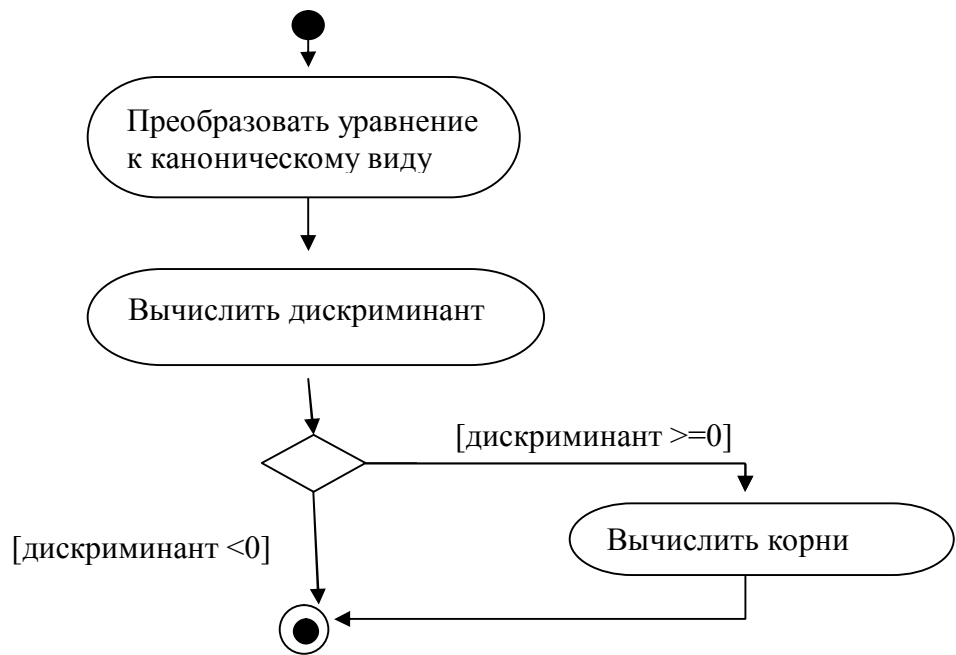 Преобразовать уравнение
к каноническому виду
Вычислить дискриминант
[дискриминант >=0]
[дискриминант <0]
Вычислить корни